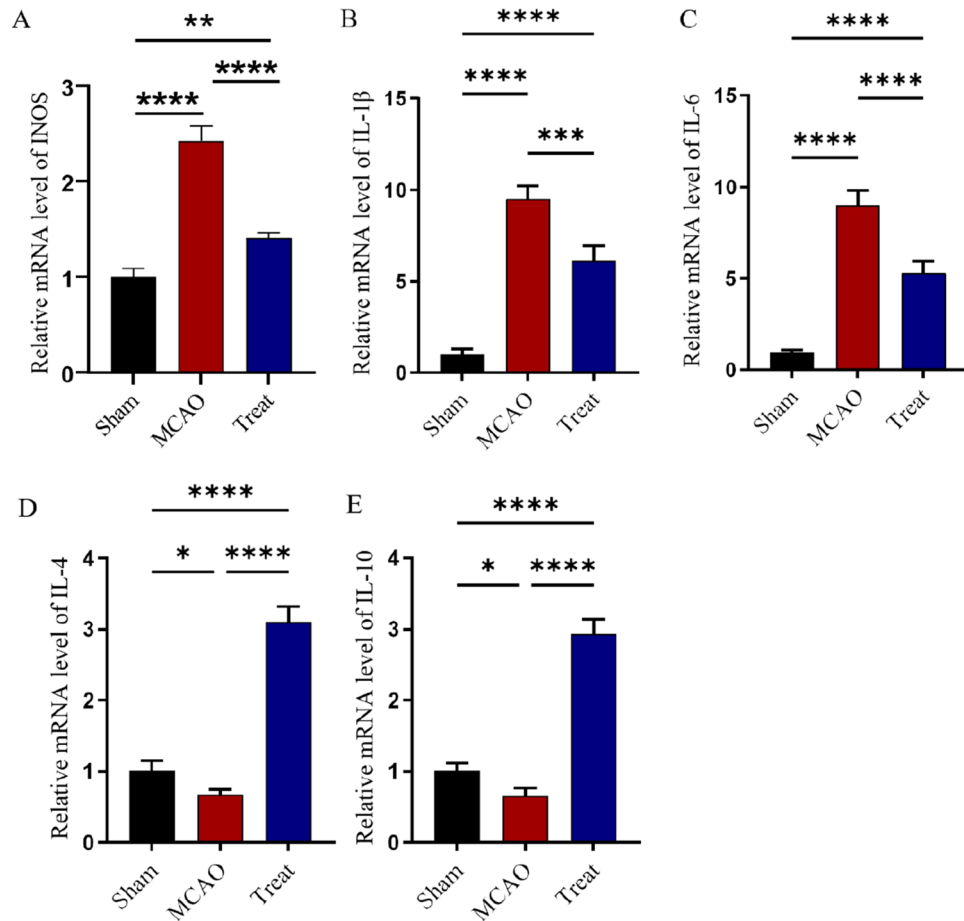 A
Relative mRNA level of INOS
**
****
****
3
2
1
0
Sham
MCAO
Treat
B
Relative mRNA level of IL-1β
****
****
***
15
10
5
0
Sham
MCAO
Treat
C
Relative mRNA level of IL-6
****
****
****
15
10
5
0
Sham
MCAO
Treat
D
Relative mRNA level of IL-4
****
*
****
4
3
2
1
0
Sham
MCAO
Treat
E
Relative mRNA level of IL-10
****
*
****
4
3
2
1
0
Sham
MCAO
Treat